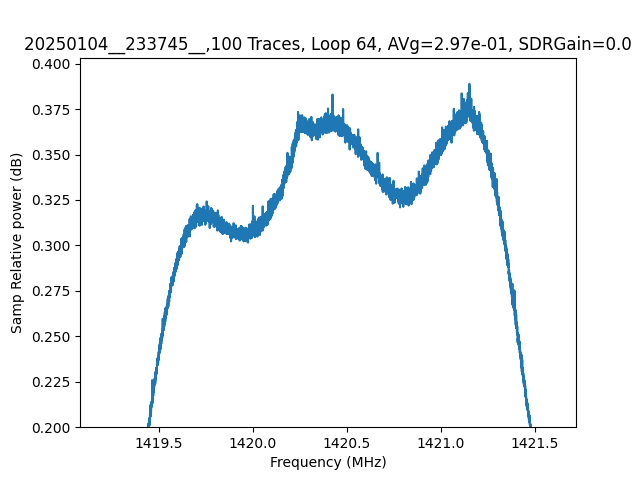 20250104__233745__,100 Traces, Loop 64, AVg=2.97e-01, SDRGain=0.0
0.400
0.375
0.350
0.325
0.300
0.275
0.250
0.225
0.200
Samp Relative power (dB)
1419.5 1420.0 1420.5 1421.0 1421.5
Frequency (MHz)